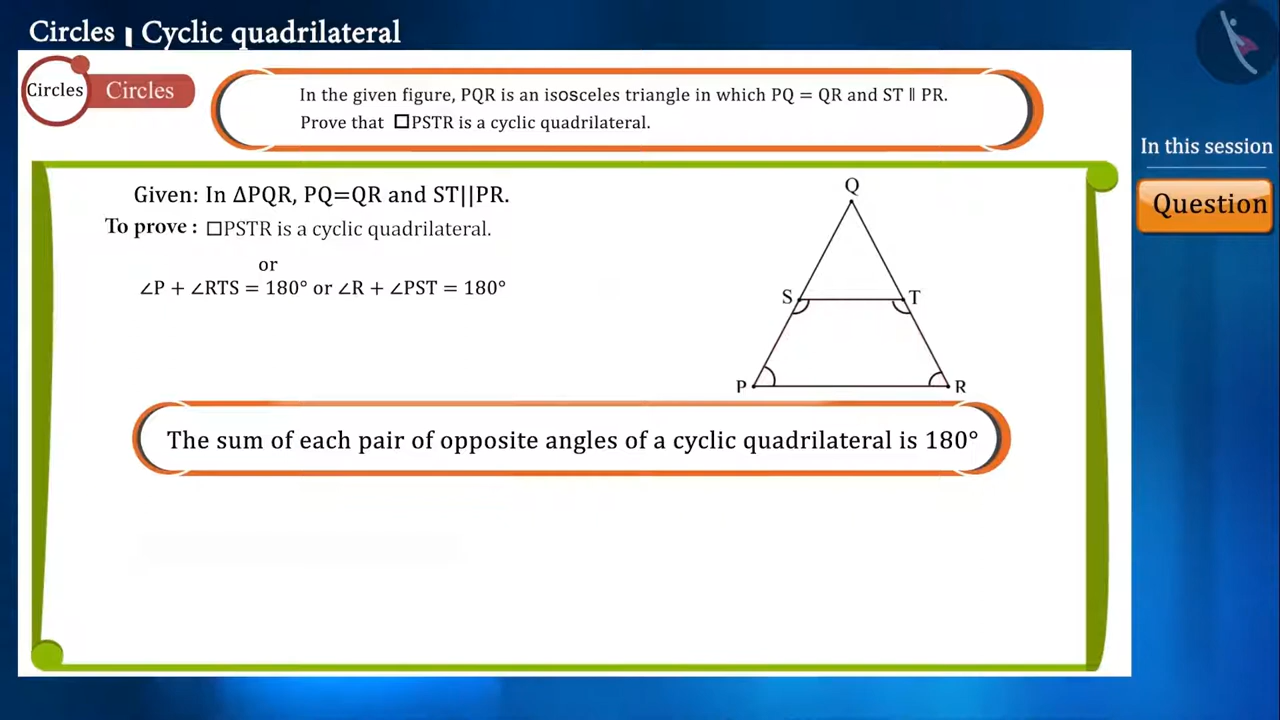 Circles | Cyclic quadrilateral
Circles
Circles
In the given figure, PQR is an isosceles triangle in which PQ = QR and ST ∥ PR.
Prove that □PSTR is a cyclic quadrilateral.
In this session
Question
Given: In ΔPQR, PQ=QR and ST||PR.
To prove : □PSTR is a cyclic quadrilateral.
or
∠P + ∠RTS = 180° or ∠R + ∠PST = 180°
Q
S
T
P
R
The sum of each pair of opposite angles of a cyclic quadrilateral is 180°